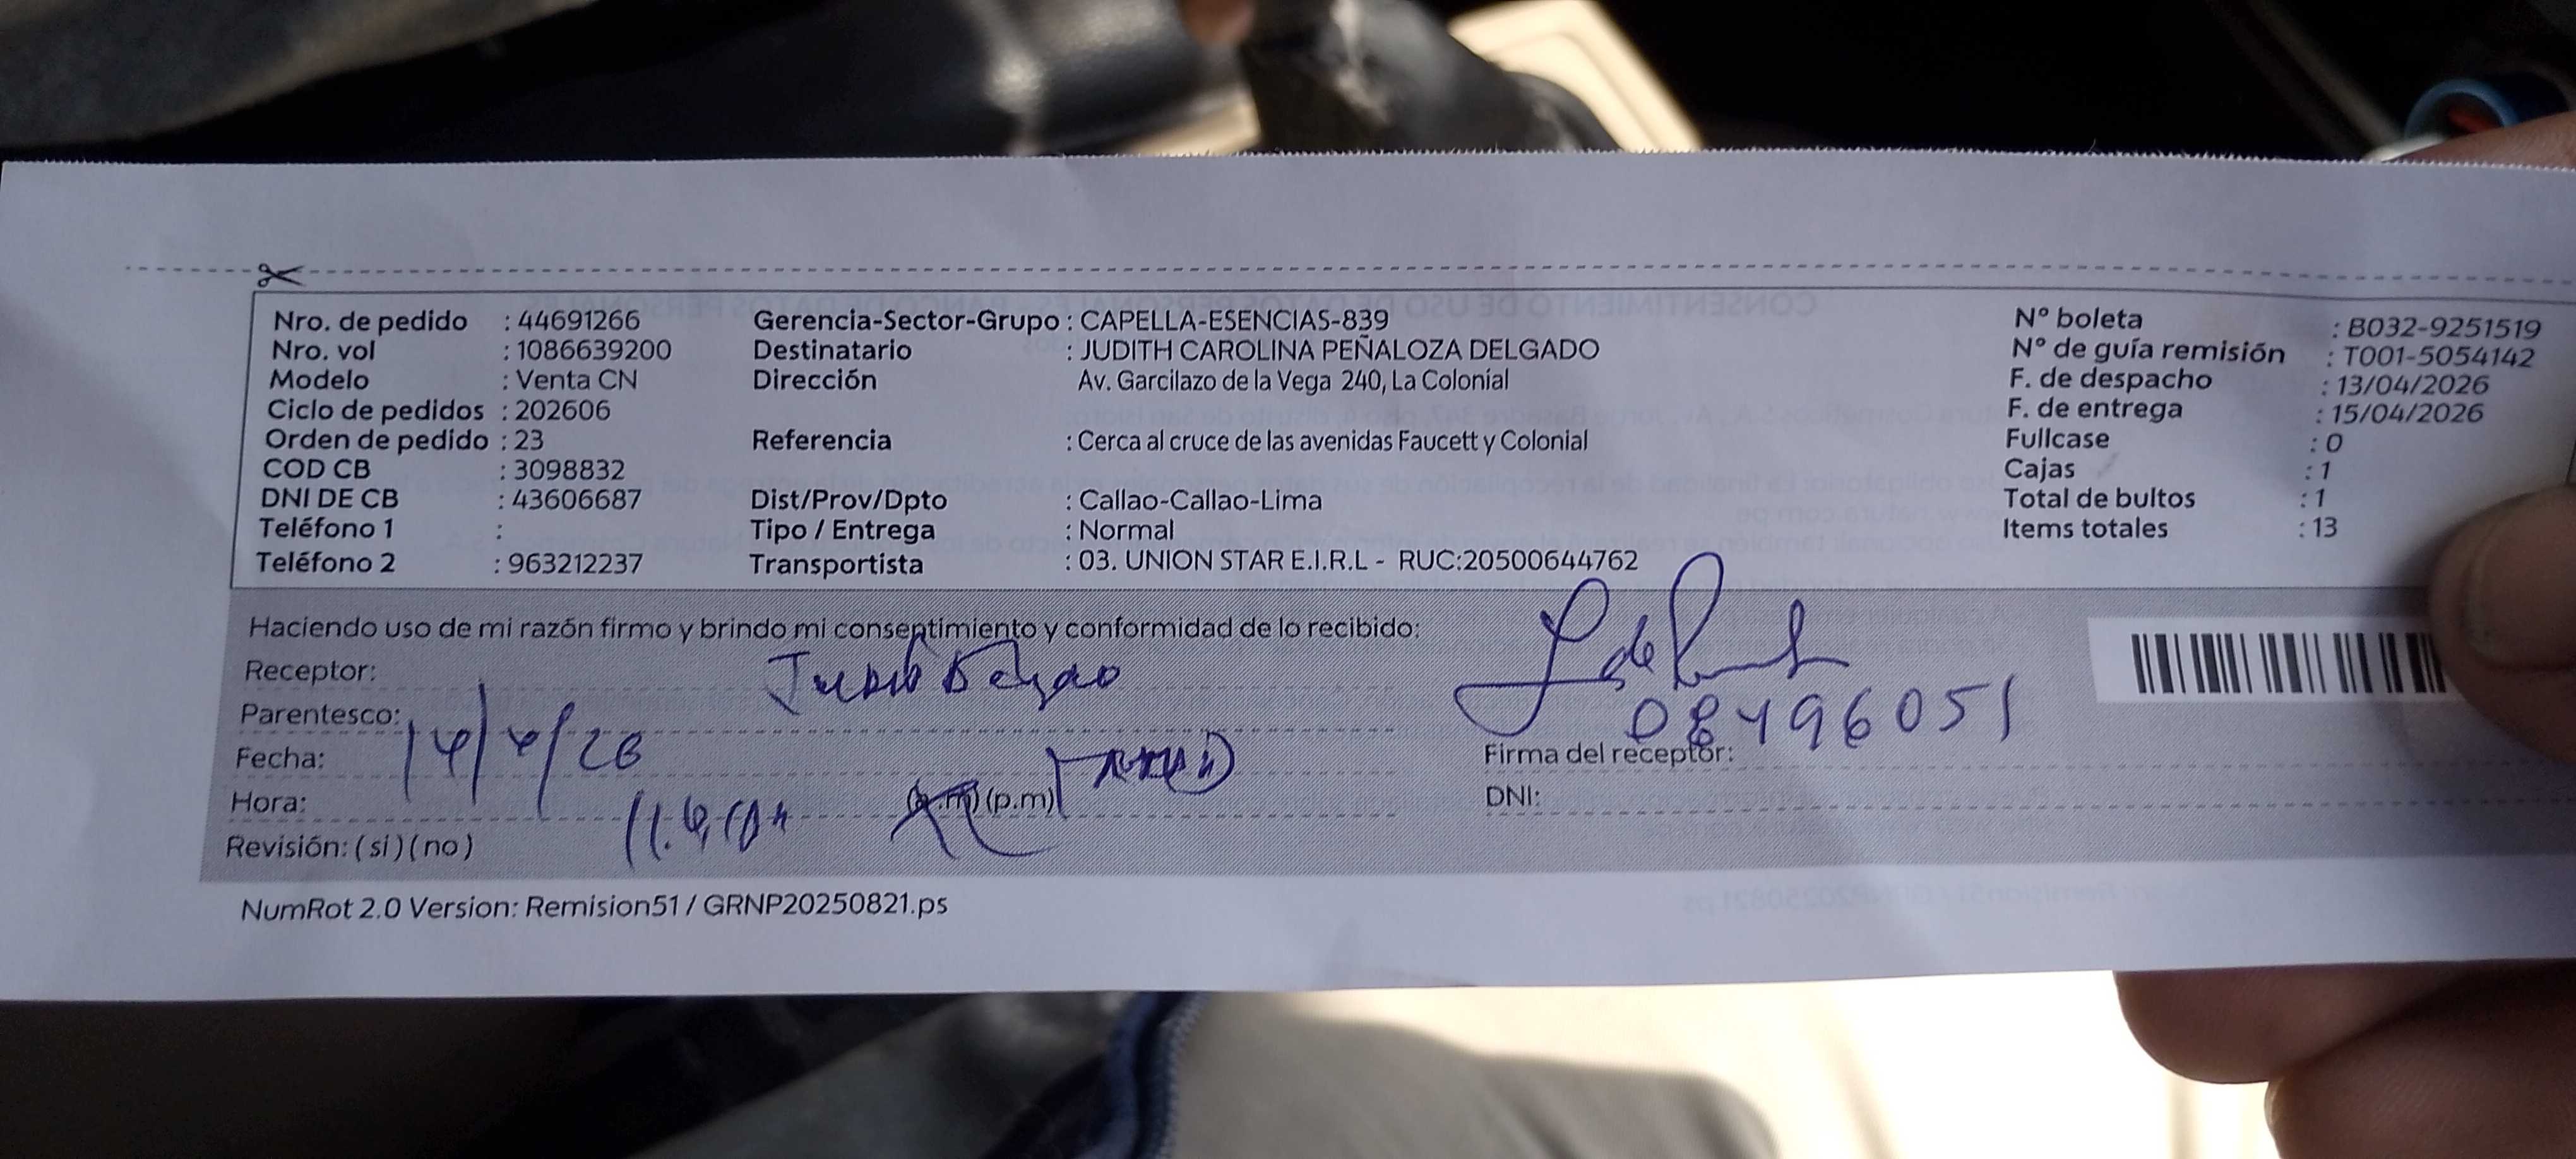 Nro. de pedido : 44691266
Nro. vol : 1086639200
Modelo : Venta CN
Ciclo de pedidos : 202606
Orden de pedido : 23
COD CB : 3098832
DNI DE CB : 43606687
Teléfono 1 :
Teléfono 2 : 963212237
Gerencia-Sector-Grupo : CAPELLA-ESENCIAS-839
Destinatario : JUDITH CAROLINA PEÑALOZA DELGADO
Dirección Av. Garcilazo de la Vega 240, La Colonial
Referencia : Cerca al cruce de las avenidas Faucett y Colonial
Dist/Prov/Dpto : Callao-Callao-Lima
Tipo / Entrega : Normal
Transportista : 03. UNION STAR E.I.R.L - RUC:20500644762
N° boleta : B032-9251519
N° de guía remisión : T001-5054142
F. de despacho : 13/04/2026
F. de entrega : 15/04/2026
Fullcase : 0
Cajas : 1
Total de bultos : 1
Items totales : 13
Haciendo uso de mi razón firmo y brindo mi consentimiento y conformidad de lo recibido:
Receptor:
Parentesco:
Fecha: 14/4/26
Hora: (a.m) (p.m)
Revisión: ( si ) ( no )
08496051
Firma del receptor:
DNI:
NumRot 2.0 Version: Remision51 / GRNP20250821.ps